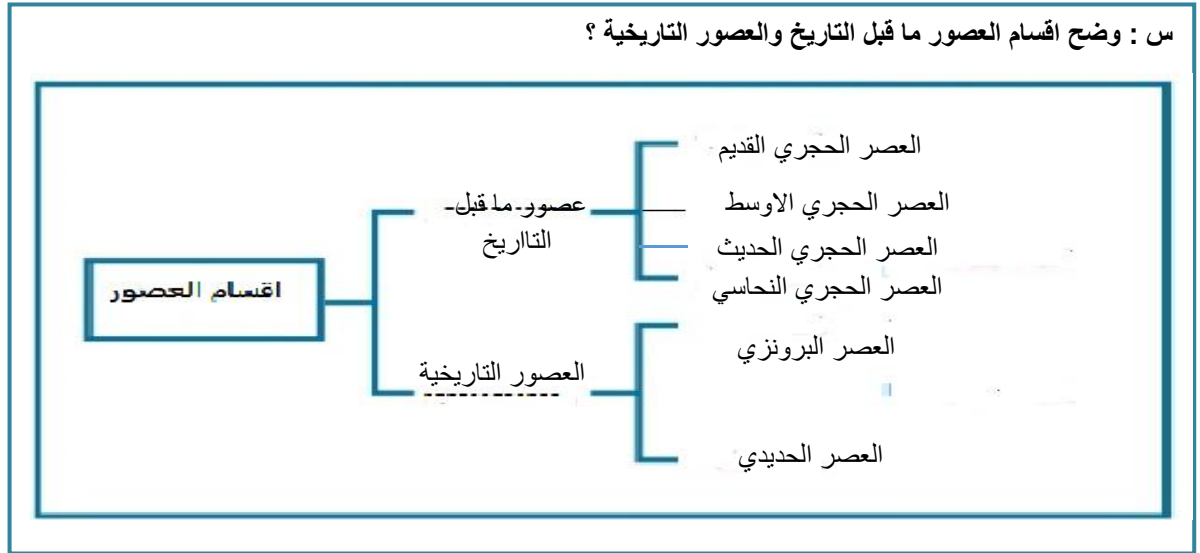 س : وضح اقسام العصور ما قبل التاريخ والعصور التاريخية ؟
اقسام العصور
عصور ما قبل
التااريخ
العصر الحجري القديم
العصر الحجري الاوسط
العصر الحجري الحديث
العصر الحجري النحاسي
العصور التاريخية
العصر البرونزي
العصر الحديدي